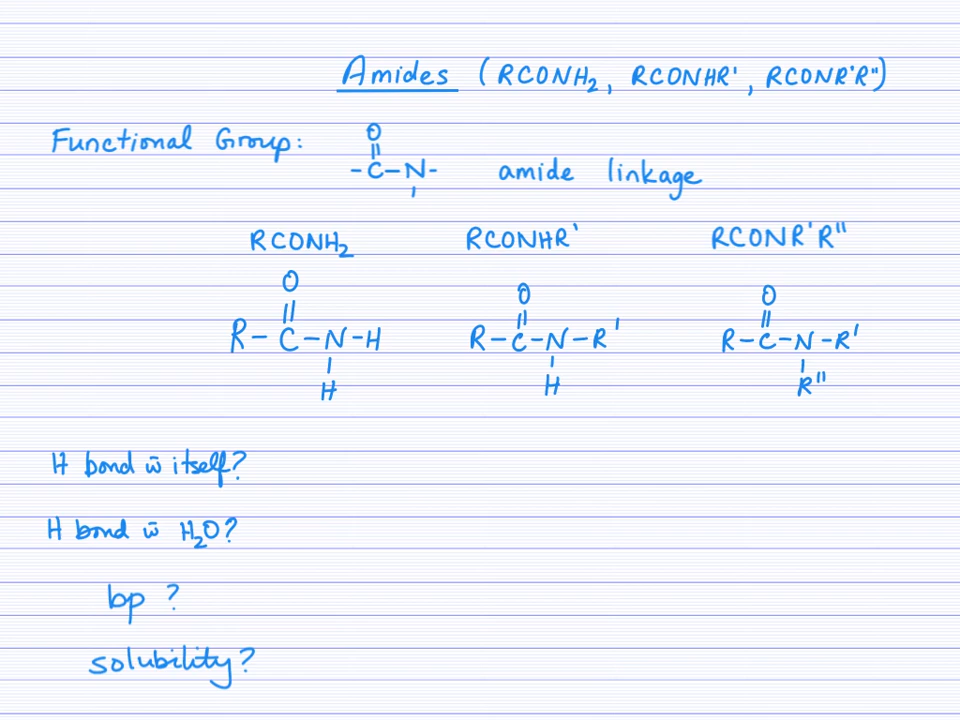 Amides (RCONH₂, RCONHR', RCONR'R")
Functional Group:
O
||
-C-N-
amide linkage
RCONH₂ RCONHR' RCONR'R"
O O O
|| || ||
R-C-N-H R-C-N-R' R-C-N-R'
| | |
H H R"
H bond w̄ itself?
H bond w̄ H₂O?
bp ?
solubility?